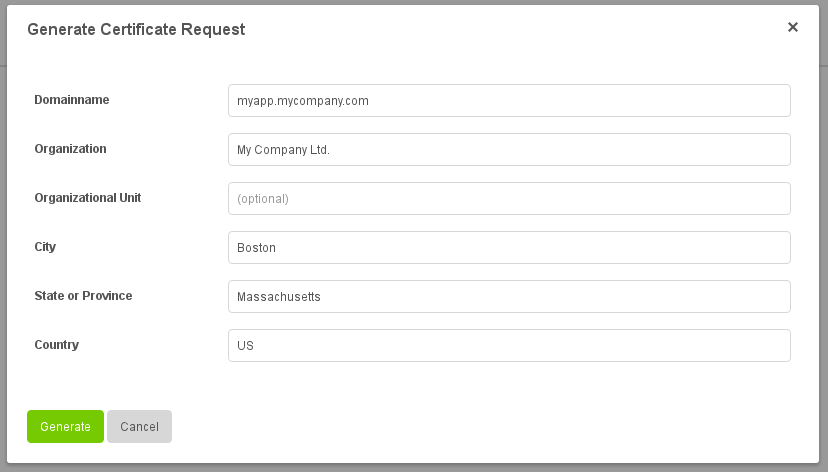 Generate Certificate Request ×
Domainname myapp.mycompany.com
Organization My Company Ltd.
Organizational Unit (optional)
City Boston
State or Province Massachusetts
Country US
Generate Cancel